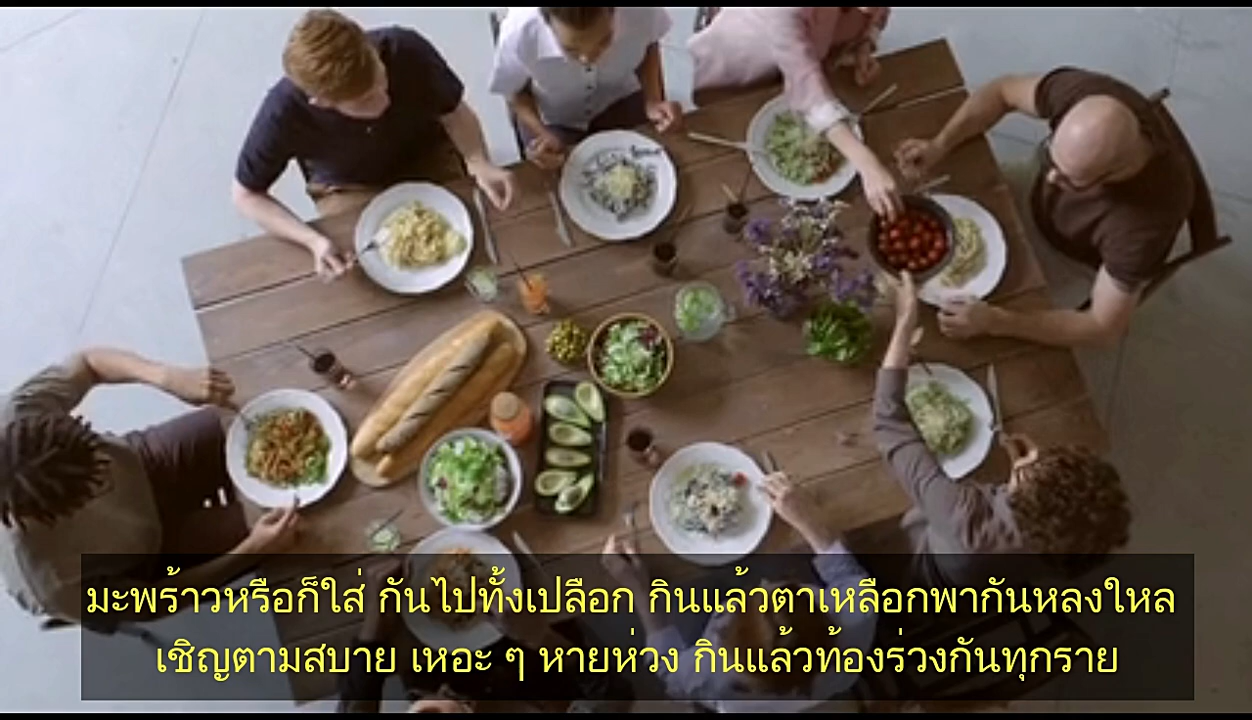 มะพร้าวหรือก็ใส่ กันไปทั้งเปลือก กินแล้วตาเหลือกพากันหลงใหล
เชิญตามสบาย เหอะ ๆ หายห่วง กินแล้วท้องร่วงกันทุกราย